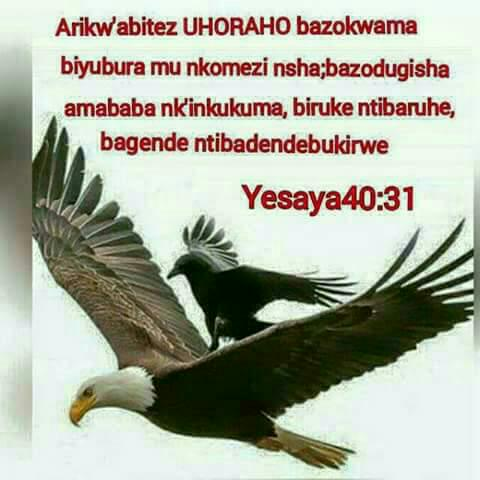 Arikw'abitez UHORAHO bazokwama
biyubura mu nkomezi nsha;bazodugisha
amababa nk'inkukuma, biruke ntibaruhe,
bagende ntibadendebukirwe
Yesaya40:31